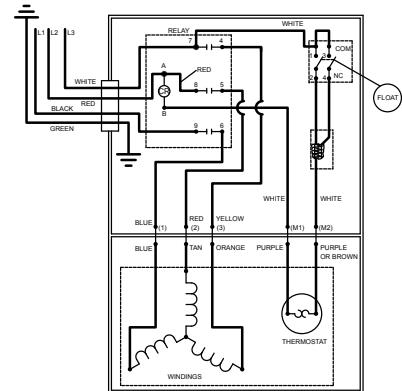 WHITE
RELAY
L1 L2 L3
7 4
COM
1 3
A
RED
2 4
NC
WHITE
CR
8 5
RED
FLOAT
BLACK
B
GREEN
9 6
WHITE WHITE
BLUE (1) RED (2) YELLOW (3) (M1) (M2)
BLUE TAN ORANGE PURPLE PURPLE
OR BROWN
THERMOSTAT
WINDINGS